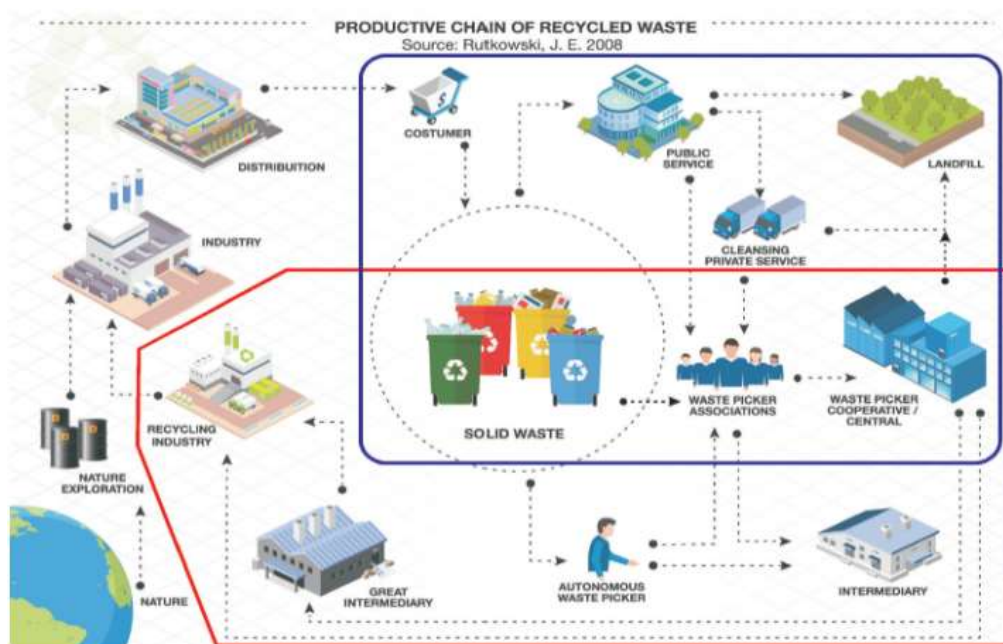 PRODUCTIVE CHAIN OF RECYCLED WASTE
Source: Rutkowski, J. E. 2008
COSTUMER
PUBLIC
SERVICE
LANDFILL
DISTRIBUITION
INDUSTRY
CLEANSING
PRIVATE SERVICE
RECYCLING
INDUSTRY
SOLID WASTE
WASTE PICKER
ASSOCIATIONS
WASTE PICKER
COOPERATIVE /
CENTRAL
NATURE
EXPLORATION
NATURE
GREAT
INTERMEDIARY
AUTONOMOUS
WASTE PICKER
INTERMEDIARY